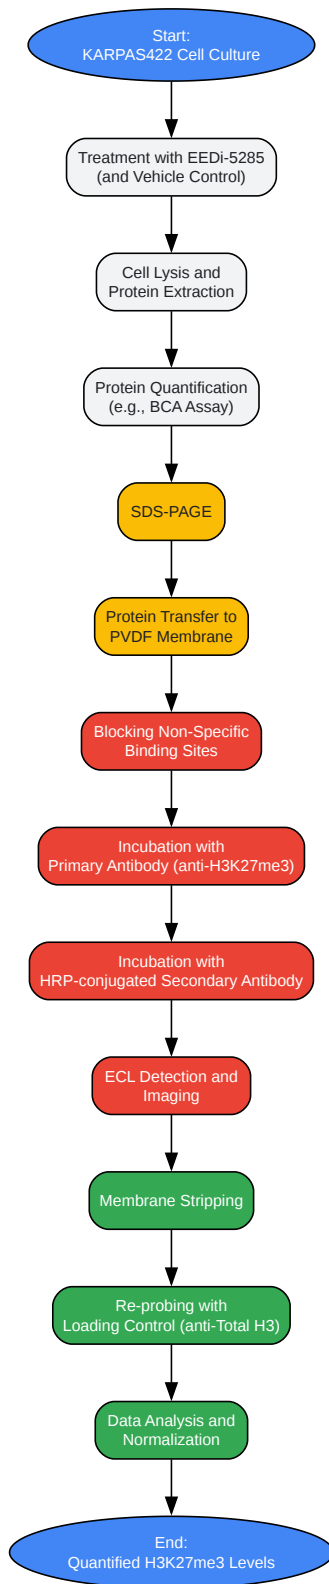 Start:
KARPAS422 Cell Culture
Treatment with EEDi-5285
(and Vehicle Control)
Cell Lysis and
Protein Extraction
Protein Quantification
(e.g., BCA Assay)
SDS-PAGE
Protein Transfer to
PVDF Membrane
Blocking Non-Specific
Binding Sites
Incubation with
Primary Antibody (anti-H3K27me3)
Incubation with
HRP-conjugated Secondary Antibody
ECL Detection and
Imaging
Membrane Stripping
Re-probing with
Loading Control (anti-Total H3)
Data Analysis and
Normalization
End:
Quantified H3K27me3 Levels